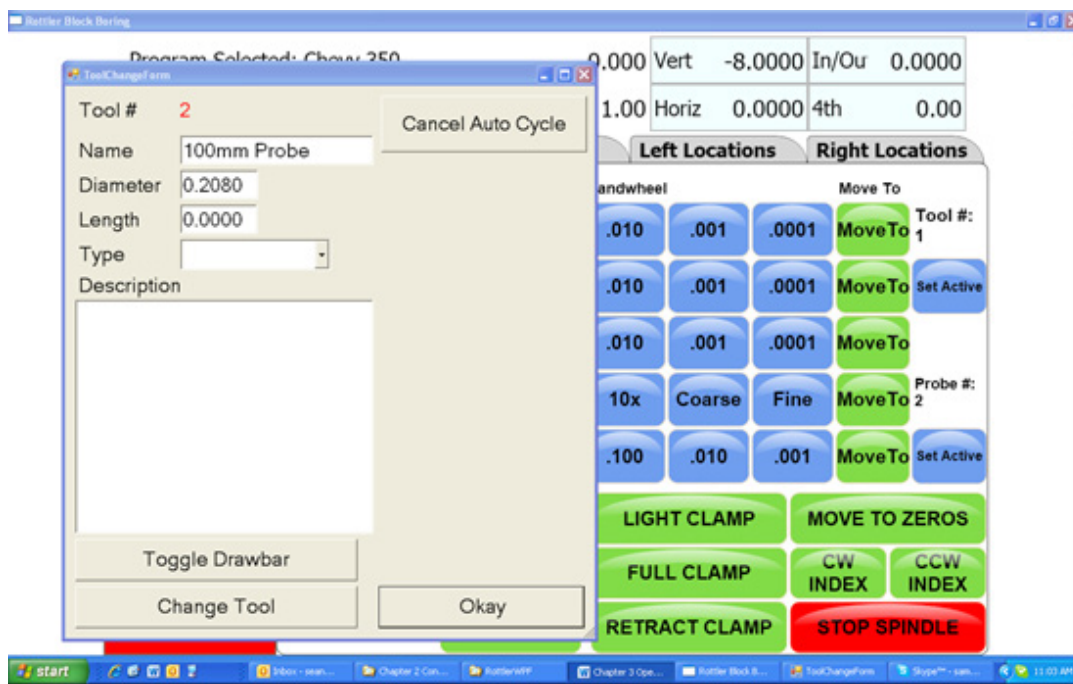 Rottler Block Boring
Program Selected: Chevy 350
0.000 Vert -8.0000 In/Ou 0.0000
1.00 Horiz 0.0000 4th 0.00
Left Locations Right Locations
andwheel Move To
.010 .001 .0001 MoveTo Tool #: 1
.010 .001 .0001 MoveTo Set Active
.010 .001 .0001 MoveTo
10x Coarse Fine MoveTo Probe #: 2
.100 .010 .001 MoveTo Set Active
LIGHT CLAMP MOVE TO ZEROS
FULL CLAMP CW INDEX CCW INDEX
RETRACT CLAMP STOP SPINDLE
ToolChangeForm
Tool # 2
Cancel Auto Cycle
Name 100mm Probe
Diameter 0.2080
Length 0.0000
Type
Description
Toggle Drawbar
Change Tool Okay
start Inbox - sean... Chapter 2 Con... RottlerWPF Chapter 3 Ope... Rottler Block B... ToolChangeForm Skype™ - sam... 11:03 AM